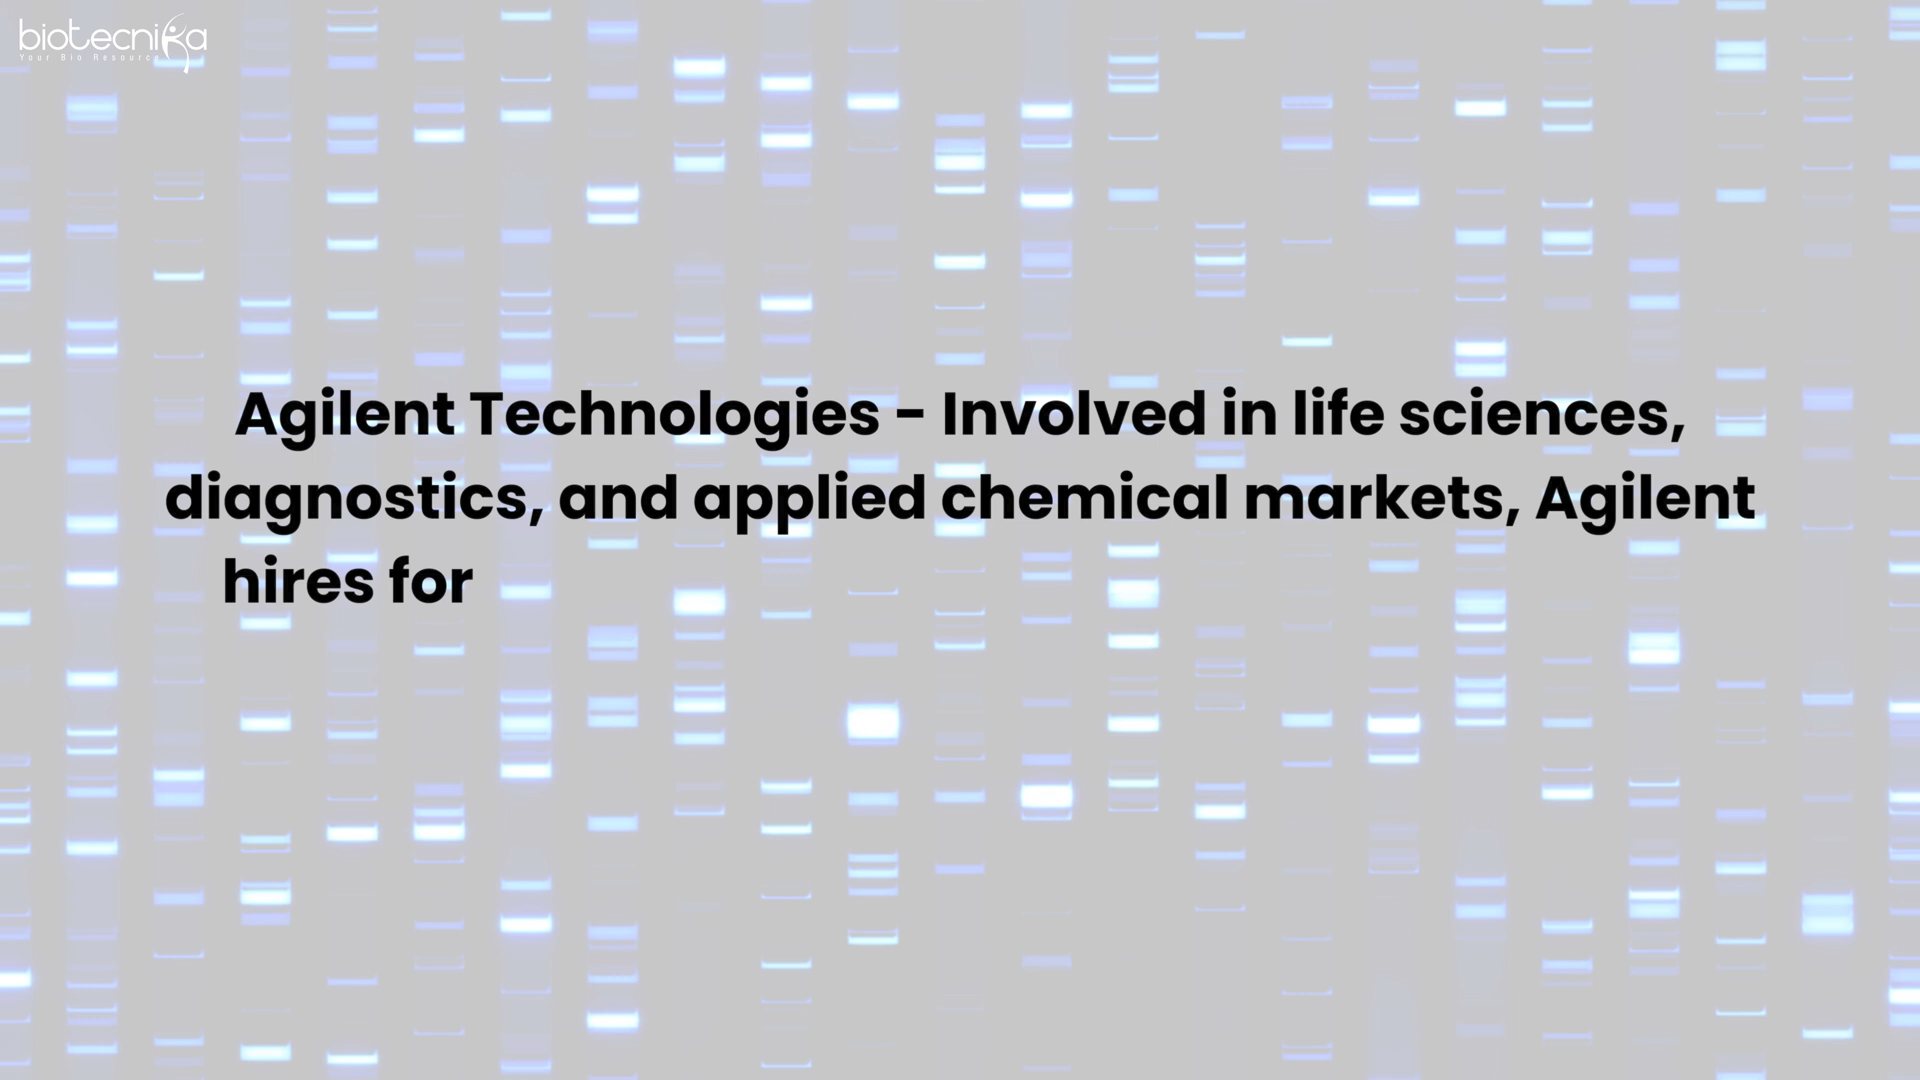 biotecnika
Your Bio Resource
Agilent Technologies - Involved in life sciences,
diagnostics, and applied chemical markets, Agilent
hires for